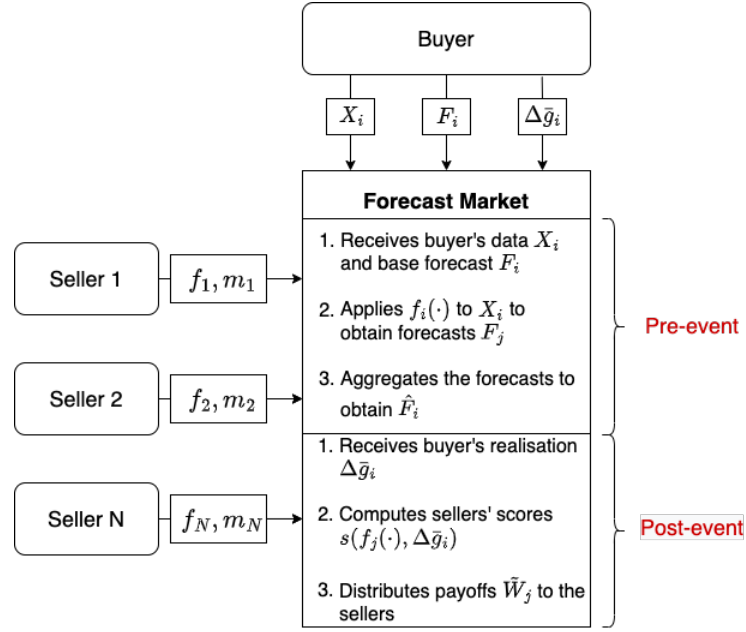 Buyer
X_i
F_i
Δḡ_i
Forecast Market
Seller 1
f_1, m_1
1. Receives buyer's data X_i
and base forecast F_i
2. Applies f_i(·) to X_i to
obtain forecasts F_j
Pre-event
Seller 2
f_2, m_2
3. Aggregates the forecasts to
obtain F̂_i
1. Receives buyer's realisation
Δḡ_i
Seller N
f_N, m_N
2. Computes sellers' scores
s(f_j(·), Δḡ_i)
Post-event
3. Distributes payoffs W̃_j to the
sellers